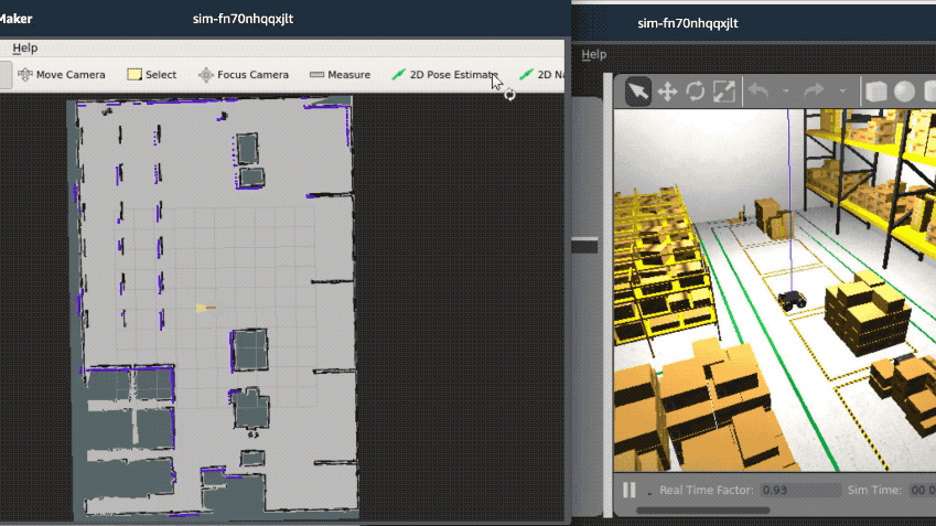 Maker
sim-fn70nhqqxjlt
sim-fn70nhqqxjlt
Help
Help
Move Camera
Select
Focus Camera
Measure
2D Pose Estimate
2D Na
Real Time Factor:
0.93
Sim Time:
00 0